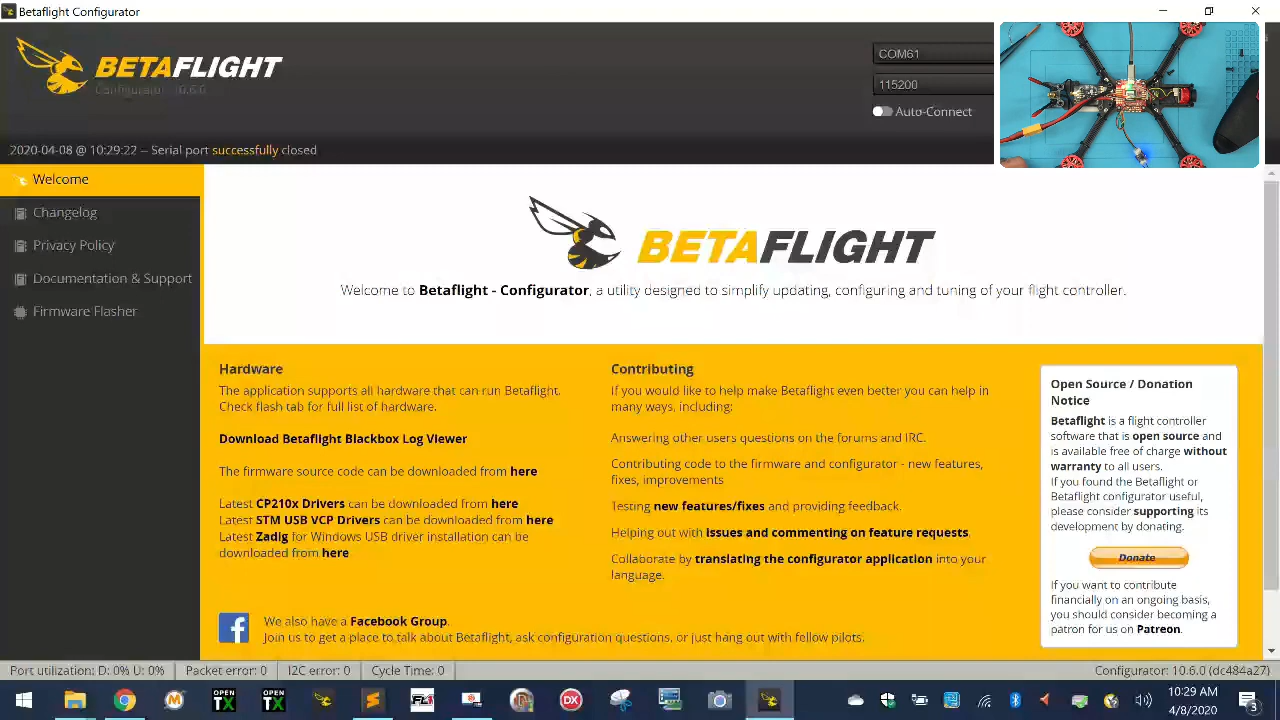 Betaflight Configurator
BETAFLIGHT
Configurator 10.6.0
COM61
115200
Auto-Connect
2020-04-08 @ 10:29:22 -- Serial port successfully closed
Welcome
Changelog
Privacy Policy
Documentation & Support
Firmware Flasher
BETAFLIGHT
Welcome to Betaflight - Configurator, a utility designed to simplify updating, configuring and tuning of your flight controller.
Hardware
The application supports all hardware that can run Betaflight.
Check flash tab for full list of hardware.
Download Betaflight Blackbox Log Viewer
The firmware source code can be downloaded from here
Latest CP210x Drivers can be downloaded from here
Latest STM USB VCP Drivers can be downloaded from here
Latest Zadig for Windows USB driver installation can be
downloaded from here
Contributing
If you would like to help make Betaflight even better you can help in
many ways, including:
Answering other users questions on the forums and IRC.
Contributing code to the firmware and configurator - new features,
fixes, improvements
Testing new features/fixes and providing feedback.
Helping out with issues and commenting on feature requests.
Collaborate by translating the configurator application into your
language.
Open Source / Donation
Notice
Betaflight is a flight controller
software that is open source and
is available free of charge without
warranty to all users.
If you found the Betaflight or
Betaflight configurator useful,
please consider supporting its
development by donating.
Donate
If you want to contribute
financially on an ongoing basis,
you should consider becoming a
patron for us on Patreon.
We also have a Facebook Group.
Join us to get a place to talk about Betaflight, ask configuration questions, or just hang out with fellow pilots.
Port utilization: D: 0% U: 0%
Packet error: 0
I2C error: 0
Cycle Time: 0
Configurator: 10.6.0 (dc484a27)
OPEN
TX
OPEN
TX
FL1
DX
10:29 AM
4/8/2020
3